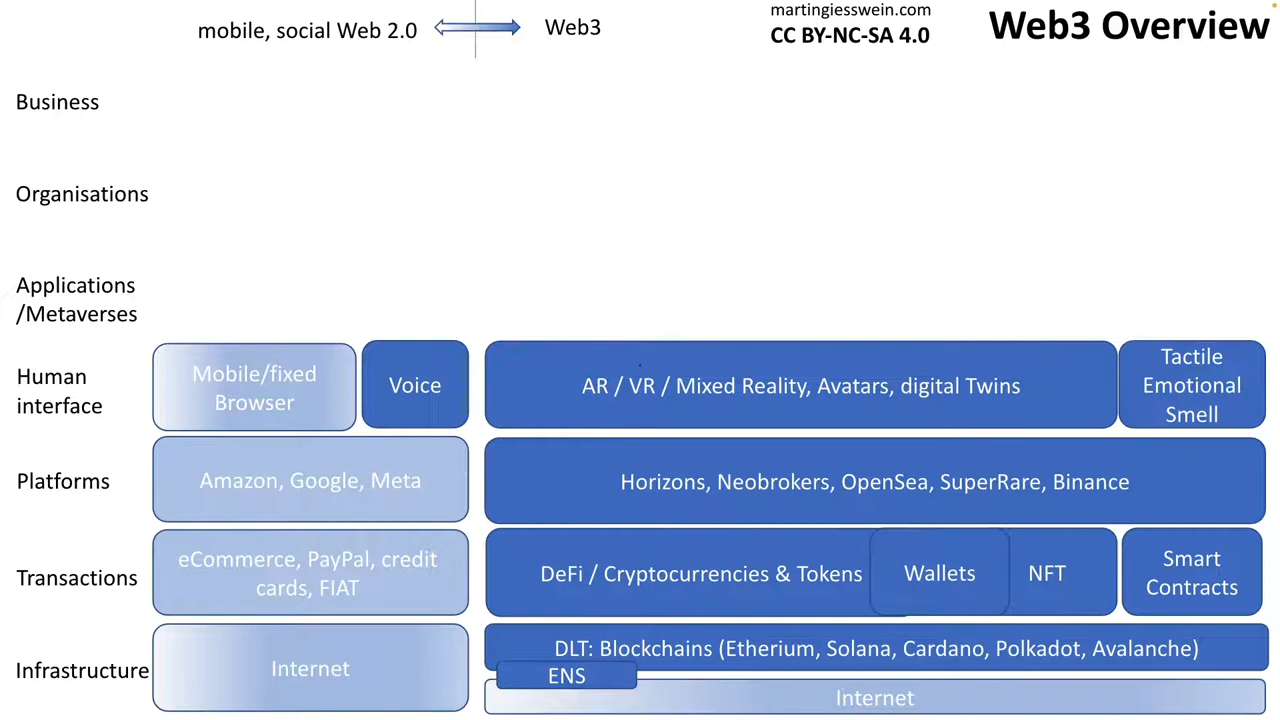 mobile, social Web 2.0
Web3
martingiesswein.com
CC BY-NC-SA 4.0
Web3 Overview
Business
Organisations
Applications
/Metaverses
Human
interface
Mobile/fixed
Browser
Voice
AR / VR / Mixed Reality, Avatars, digital Twins
Tactile
Emotional
Smell
Platforms
Amazon, Google, Meta
Horizons, Neobrokers, OpenSea, SuperRare, Binance
Transactions
eCommerce, PayPal, credit
cards, FIAT
DeFi / Cryptocurrencies & Tokens
Wallets
NFT
Smart
Contracts
Infrastructure
Internet
DLT: Blockchains (Etherium, Solana, Cardano, Polkadot, Avalanche)
ENS
Internet